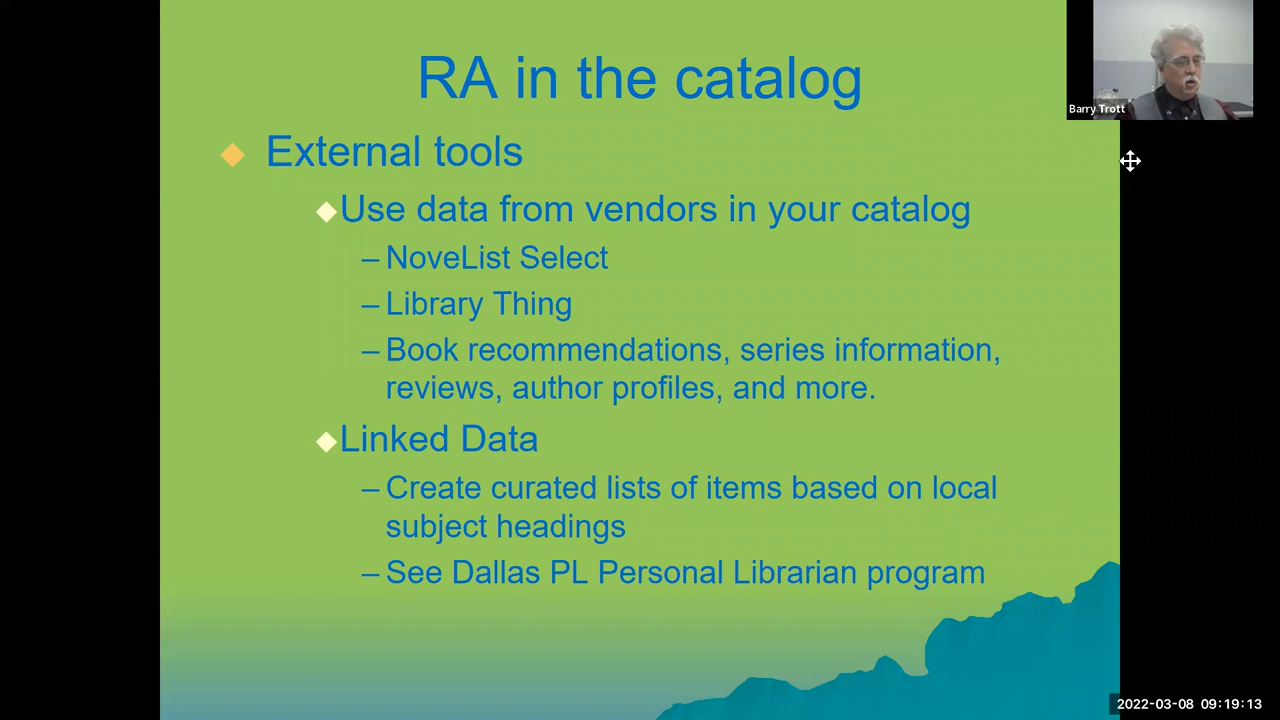 RA in the catalog
Barry Trott
External tools
Use data from vendors in your catalog
– NoveList Select
– Library Thing
– Book recommendations, series information,
reviews, author profiles, and more.
Linked Data
– Create curated lists of items based on local
subject headings
– See Dallas PL Personal Librarian program
2022-03-08 09:19:13